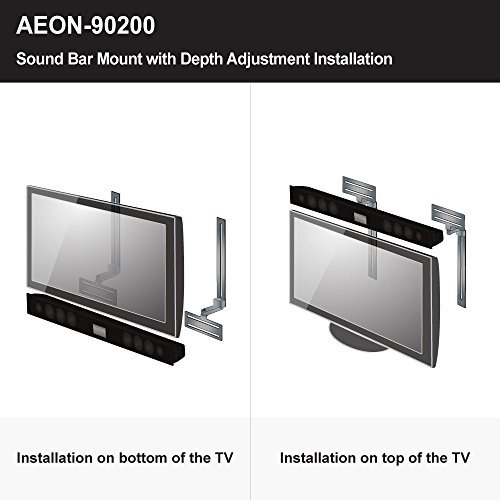 AEON-90200
Sound Bar Mount with Depth Adjustment Installation
Installation on bottom of the TV
Installation on top of the TV